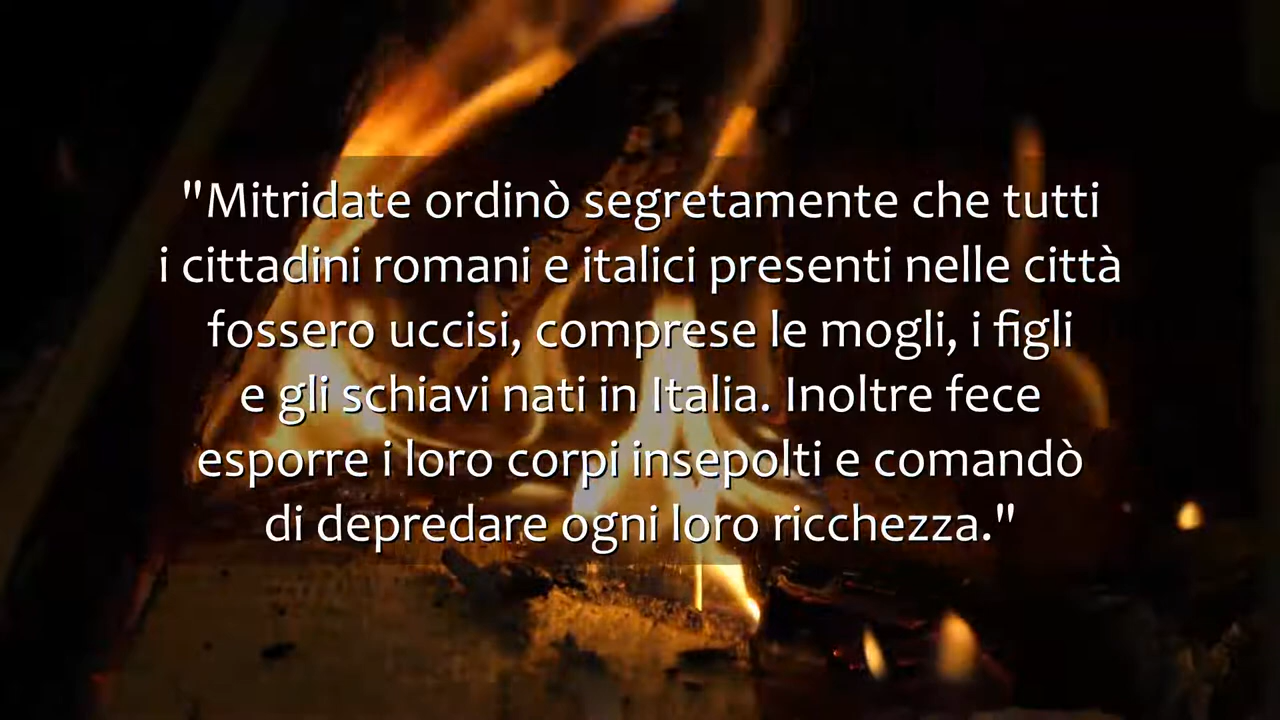 "Mitridate ordinò segretamente che tutti
i cittadini romani e italici presenti nelle città
fossero uccisi, comprese le mogli, i figli
e gli schiavi nati in Italia. Inoltre fece
esporre i loro corpi insepolti e comandò
di depredare ogni loro ricchezza."